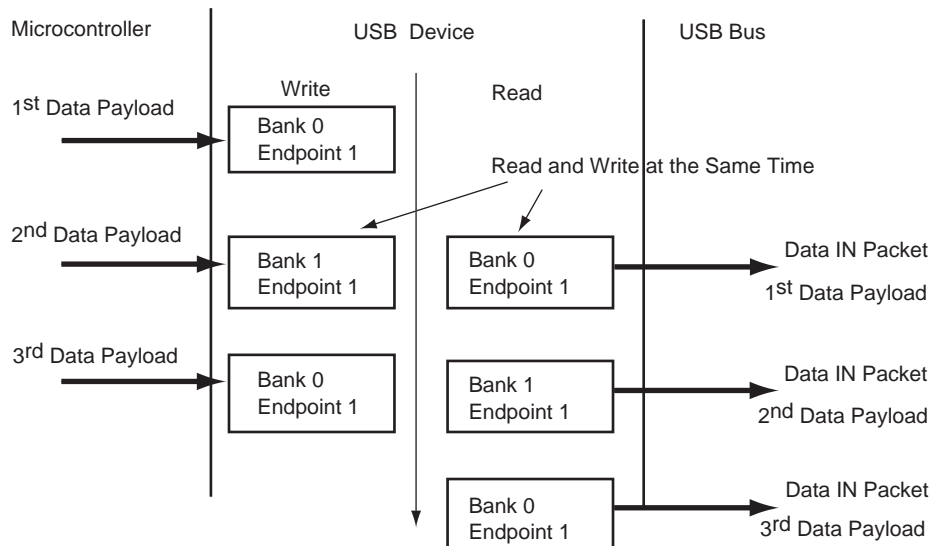 Microcontroller
USB Device
USB Bus
Write
Read
1st Data Payload
Bank 0
Endpoint 1
Read and Write at the Same Time
2nd Data Payload
Bank 1
Endpoint 1
Bank 0
Endpoint 1
Data IN Packet
1st Data Payload
3rd Data Payload
Bank 0
Endpoint 1
Bank 1
Endpoint 1
Data IN Packet
2nd Data Payload
Bank 0
Endpoint 1
Data IN Packet
3rd Data Payload